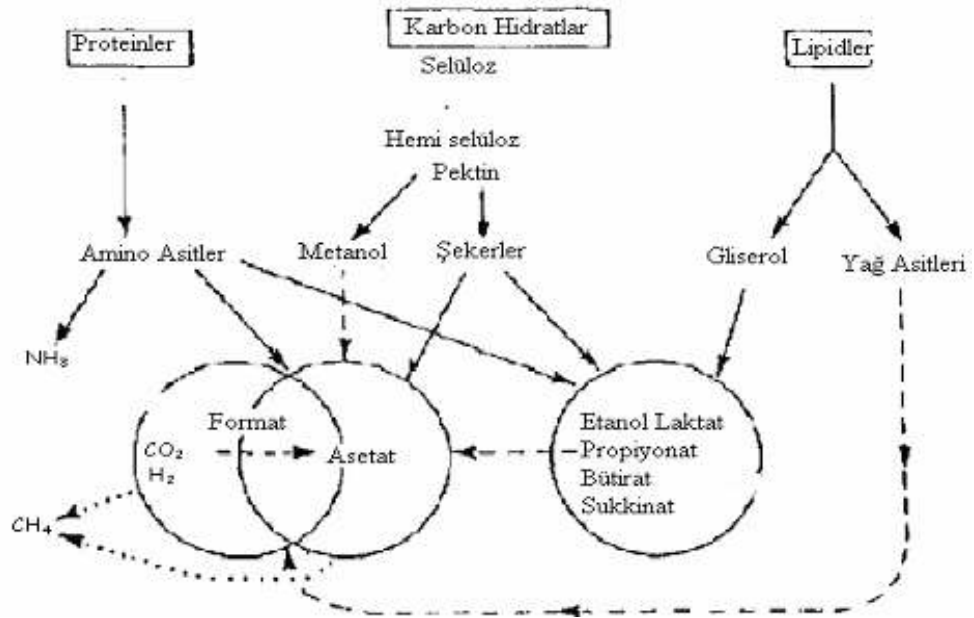 Proteinler
Karbon Hidratlar
Lipidler
Selüloz
Hemi selüloz
Pektin
Amino Asitler
Metanol
Şekerler
Gliserol
Yağ Asitleri
NH₃
Format
CO₂
H₂
Asetat
Etanol Laktat
Propiyonat
Bütirat
Sukkinat
CH₄